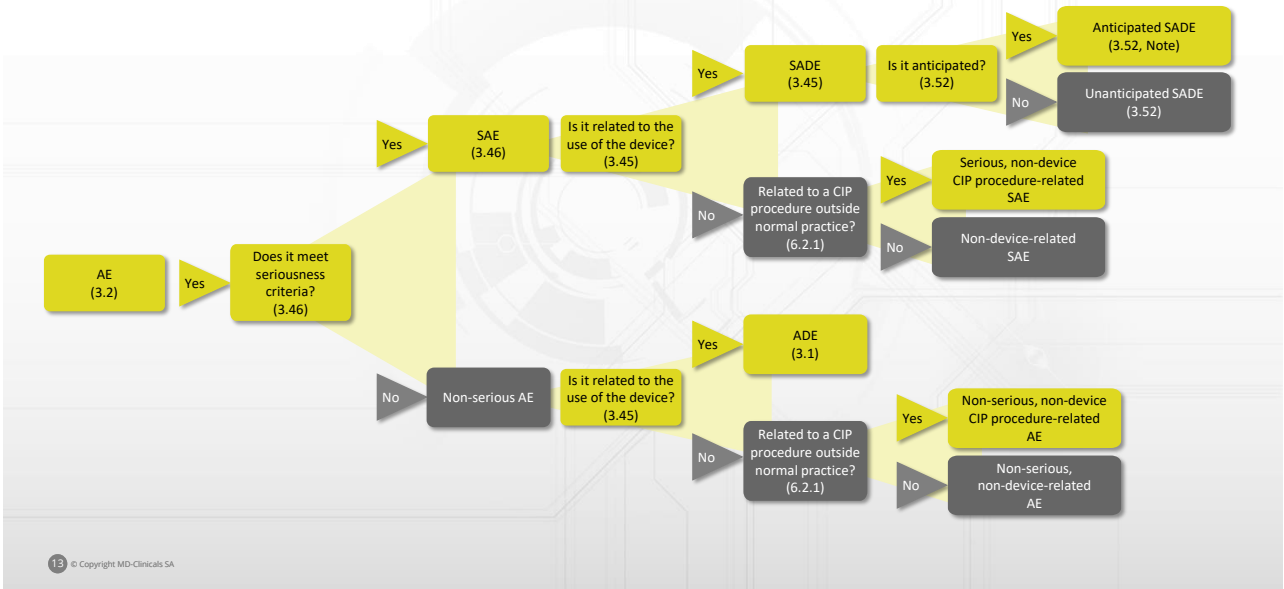 AE
(3.2)
Yes
Does it meet
seriousness
criteria?
(3.46)
Yes
SAE
(3.46)
Is it related to the
use of the device?
(3.45)
Yes
SADE
(3.45)
Is it anticipated?
(3.52)
Yes
Anticipated SADE
(3.52, Note)
No
Unanticipated SADE
(3.52)
No
Related to a CIP
procedure outside
normal practice?
(6.2.1)
Yes
Serious, non-device
CIP procedure-related
SAE
No
Non-device-related
SAE
No
Non-serious AE
Is it related to the
use of the device?
(3.45)
Yes
ADE
(3.1)
No
Related to a CIP
procedure outside
normal practice?
(6.2.1)
Yes
Non-serious, non-device
CIP procedure-related
AE
No
Non-serious,
non-device-related
AE
13 © Copyright MD-Clinicals SA